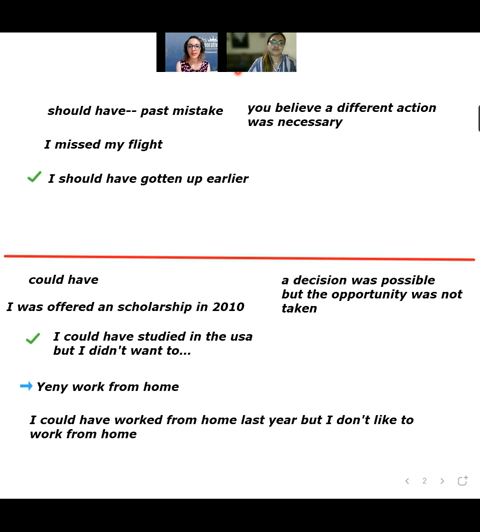 should have-- past mistake
you believe a different action
was necessary
I missed my flight
I should have gotten up earlier
could have
a decision was possible
but the opportunity was not
taken
I was offered an scholarship in 2010
I could have studied in the usa
but I didn't want to...
Yeny work from home
I could have worked from home last year but I don't like to
work from home
2